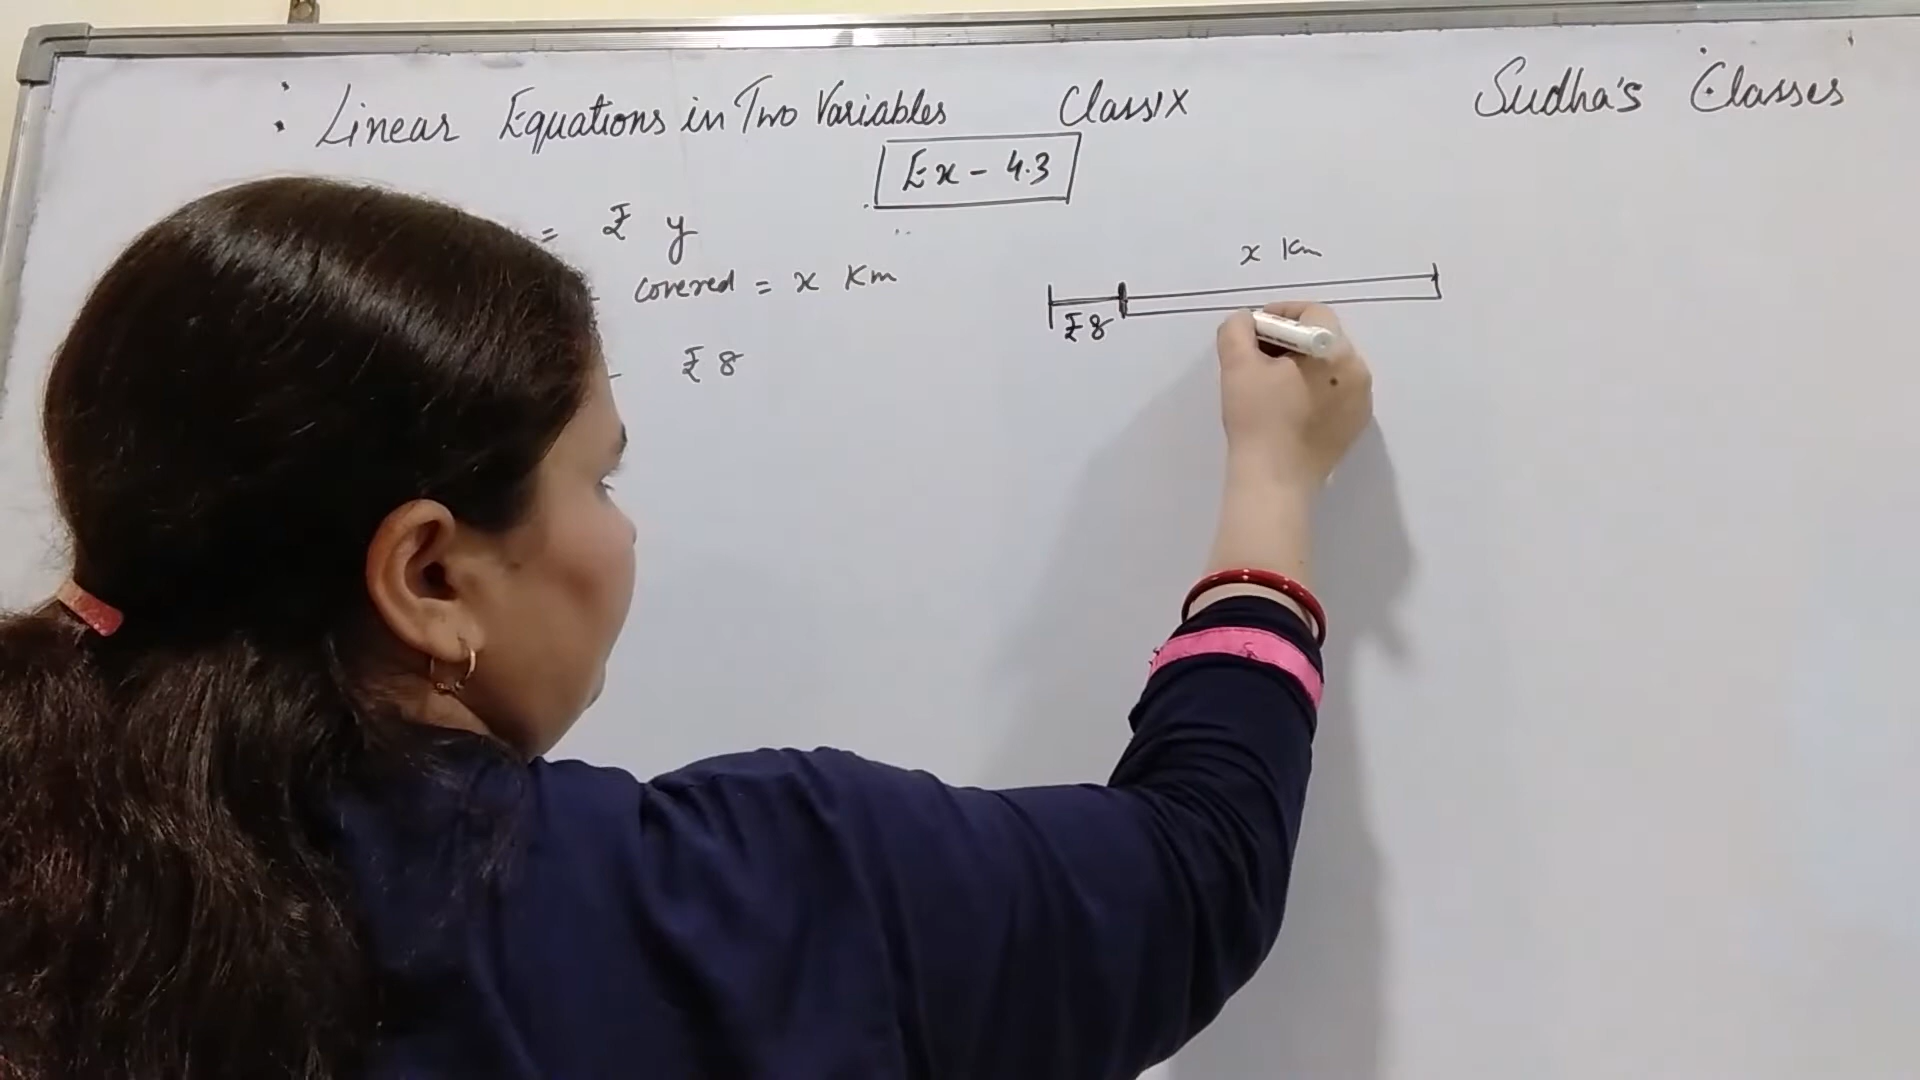 : Linear Equations in Two Variables Class IX Sudha's Classes
Ex - 4.3
= ₹ y
covered = x Km
₹ 8
x Km
₹ 8